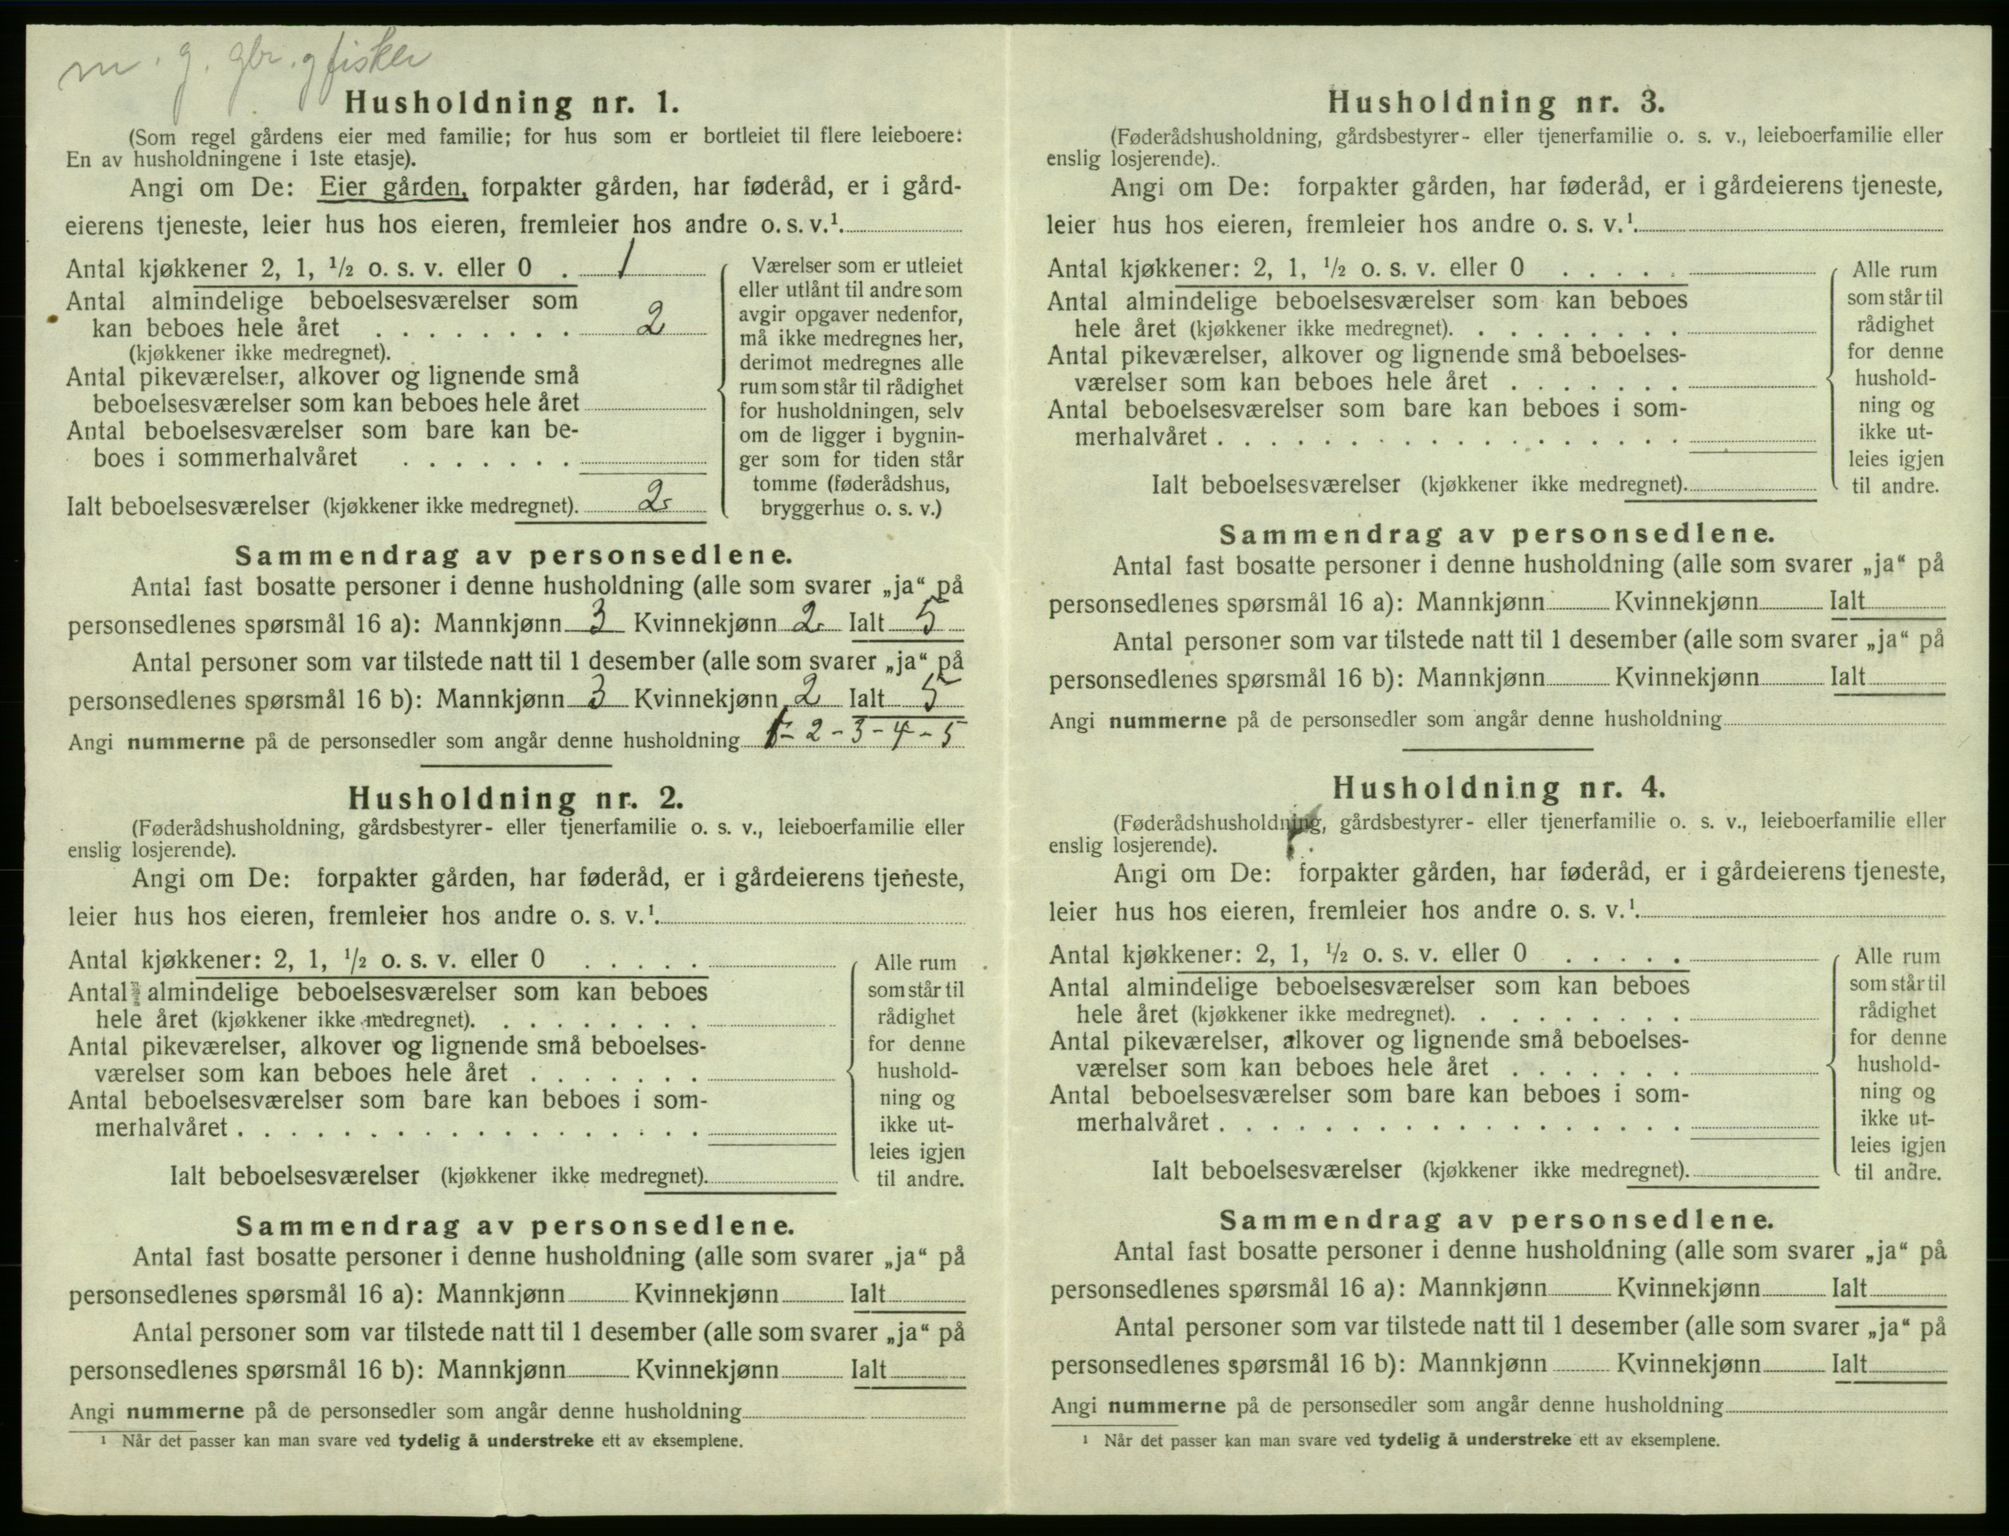 m. g. gbr. g fisker
Husholdning nr. 1.
(Som regel gårdens eier med familie; for hus som er bortleiet til flere leieboere:
En av husholdningene i 1ste etasje).
Angi om De: Eier gården, forpakter gården, har føderåd, er i gård-
eierens tjeneste, leier hus hos eieren, fremleier hos andre o. s. v.¹
Antal kjøkkener 2, 1, ½ o. s. v. eller 0 . 1
Antal almindelige beboelsesværelser som
kan beboes hele året . . . . . . . . 2
(kjøkkener ikke medregnet).
Antal pikeværelser, alkover og lignende små
beboelsesværelser som kan beboes hele året
Antal beboelsesværelser som bare kan be-
boes i sommerhalvåret . . . . . . .
Ialt beboelsesværelser (kjøkkener ikke medregnet). 2
Værelser som er utleiet
eller utlånt til andre som
avgir opgaver nedenfor,
må ikke medregnes her,
derimot medregnes alle
rum som står til rådighet
for husholdningen, selv
om de ligger i bygnin-
ger som for tiden står
tomme (føderådshus,
bryggerhus o. s. v.)
Sammendrag av personsedlene.
Antal fast bosatte personer i denne husholdning (alle som svarer „ja“ på
personsedlenes spørsmål 16 a): Mannkjønn 3 Kvinnekjønn 2 Ialt 5
Antal personer som var tilstede natt til 1 desember (alle som svarer „ja“ på
personsedlenes spørsmål 16 b): Mannkjønn 3 Kvinnekjønn 2 Ialt 5
Angi nummerne på de personsedler som angår denne husholdning 1 - 2 - 3 - 4 - 5
Husholdning nr. 2.
(Føderådshusholdning, gårdsbestyrer- eller tjenerfamilie o. s. v., leieboerfamilie eller
enslig losjerende).
Angi om De: forpakter gården, har føderåd, er i gårdeierens tjeneste,
leier hus hos eieren, fremleier hos andre o. s. v.¹
Antal kjøkkener: 2, 1, ½ o. s. v. eller 0 . . . . .
Antal almindelige beboelsesværelser som kan beboes
hele året (kjøkkener ikke medregnet). . . . . . . . .
Antal pikeværelser, alkover og lignende små beboelses-
værelser som kan beboes hele året . . . . . . .
Antal beboelsesværelser som bare kan beboes i som-
merhalvåret . . . . . . . . . . . . . . . . . .
Ialt beboelsesværelser (kjøkkener ikke medregnet).
Alle rum
som står til
rådighet
for denne
hushold-
ning og
ikke ut-
leies igjen
til andre.
Sammendrag av personsedlene.
Antal fast bosatte personer i denne husholdning (alle som svarer „ja“ på
personsedlenes spørsmål 16 a): Mannkjønn Kvinnekjønn Ialt
Antal personer som var tilstede natt til 1 desember (alle som svarer „ja“ på
personsedlenes spørsmål 16 b): Mannkjønn Kvinnekjønn Ialt
Angi nummerne på de personsedler som angår denne husholdning
¹ Når det passer kan man svare ved tydelig å understreke ett av eksemplene.
Husholdning nr. 3.
(Føderådshusholdning, gårdsbestyrer- eller tjenerfamilie o. s. v., leieboerfamilie eller
enslig losjerende).
Angi om De: forpakter gården, har føderåd, er i gårdeierens tjeneste,
leier hus hos eieren, fremleier hos andre o. s. v.¹
Antal kjøkkener: 2, 1, ½ o. s. v. eller 0 . . . . .
Antal almindelige beboelsesværelser som kan beboes
hele året (kjøkkener ikke medregnet). . . . . . . . .
Antal pikeværelser, alkover og lignende små beboelses-
værelser som kan beboes hele året . . . . . . .
Antal beboelsesværelser som bare kan beboes i som-
merhalvåret . . . . . . . . . . . . . . . . . .
Ialt beboelsesværelser (kjøkkener ikke medregnet).
Alle rum
som står til
rådighet
for denne
hushold-
ning og
ikke ut-
leies igjen
til andre.
Sammendrag av personsedlene.
Antal fast bosatte personer i denne husholdning (alle som svarer „ja“ på
personsedlenes spørsmål 16 a): Mannkjønn Kvinnekjønn Ialt
Antal personer som var tilstede natt til 1 desember (alle som svarer „ja“ på
personsedlenes spørsmål 16 b): Mannkjønn Kvinnekjønn Ialt
Angi nummerne på de personsedler som angår denne husholdning
Husholdning nr. 4.
(Føderådshusholdning, gårdsbestyrer- eller tjenerfamilie o. s. v., leieboerfamilie eller
enslig losjerende).
Angi om De: forpakter gården, har føderåd, er i gårdeierens tjeneste,
leier hus hos eieren, fremleier hos andre o. s. v.¹
Antal kjøkkener: 2, 1, ½ o. s. v. eller 0 . . . . .
Antal almindelige beboelsesværelser som kan beboes
hele året (kjøkkener ikke medregnet). . . . . . . . .
Antal pikeværelser, alkover og lignende små beboelses-
værelser som kan beboes hele året . . . . . . .
Antal beboelsesværelser som bare kan beboes i som-
merhalvåret . . . . . . . . . . . . . . . . . .
Ialt beboelsesværelser (kjøkkener ikke medregnet).
Alle rum
som står til
rådighet
for denne
hushold-
ning og
ikke ut-
leies igjen
til andre.
Sammendrag av personsedlene.
Antal fast bosatte personer i denne husholdning (alle som svarer „ja“ på
personsedlenes spørsmål 16 a): Mannkjønn Kvinnekjønn Ialt
Antal personer som var tilstede natt til 1 desember (alle som svarer „ja“ på
personsedlenes spørsmål 16 b): Mannkjønn Kvinnekjønn Ialt
Angi nummerne på de personsedler som angår denne husholdning
¹ Når det passer kan man svare ved tydelig å understreke ett av eksemplene.